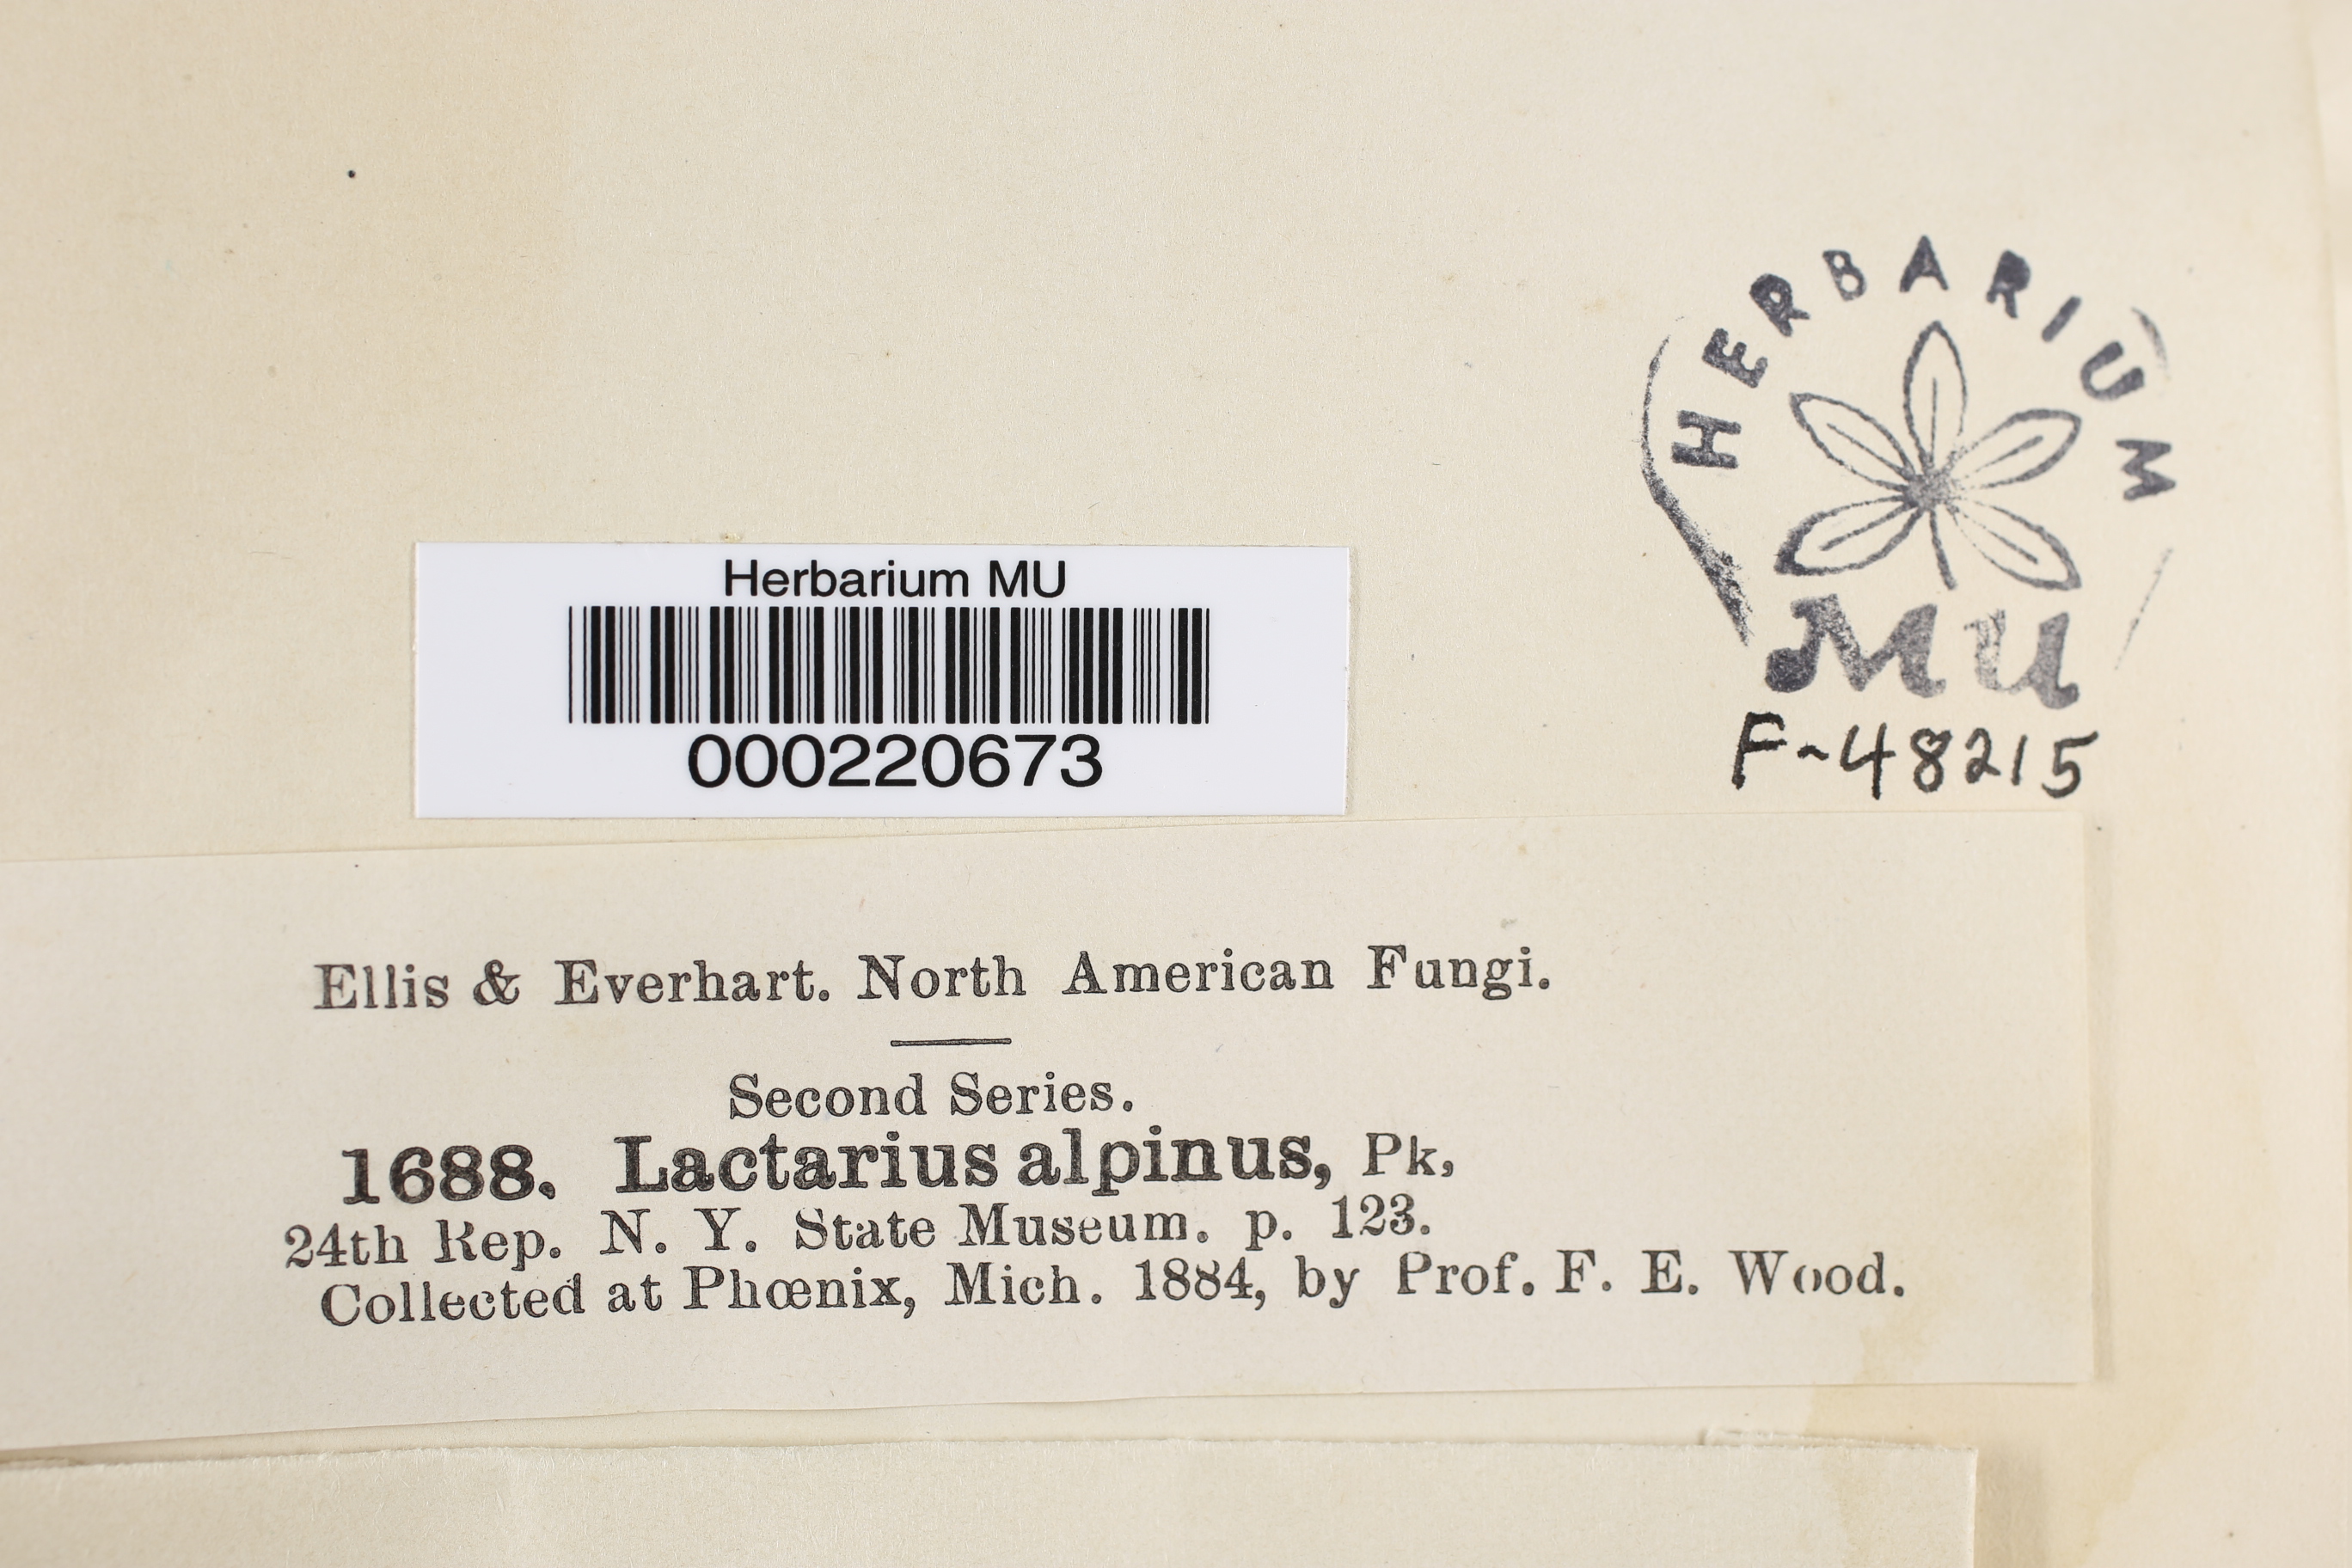 HERBARIUM
MU
F-48215
Herbarium MU
000220673
Ellis & Everhart. North American Fungi.
Second Series.
1688. Lactarius alpinus, Pk,
24th Rep. N. Y. State Museum. p. 123.
Collected at Phœnix, Mich. 1884, by Prof. F. E. Wood.